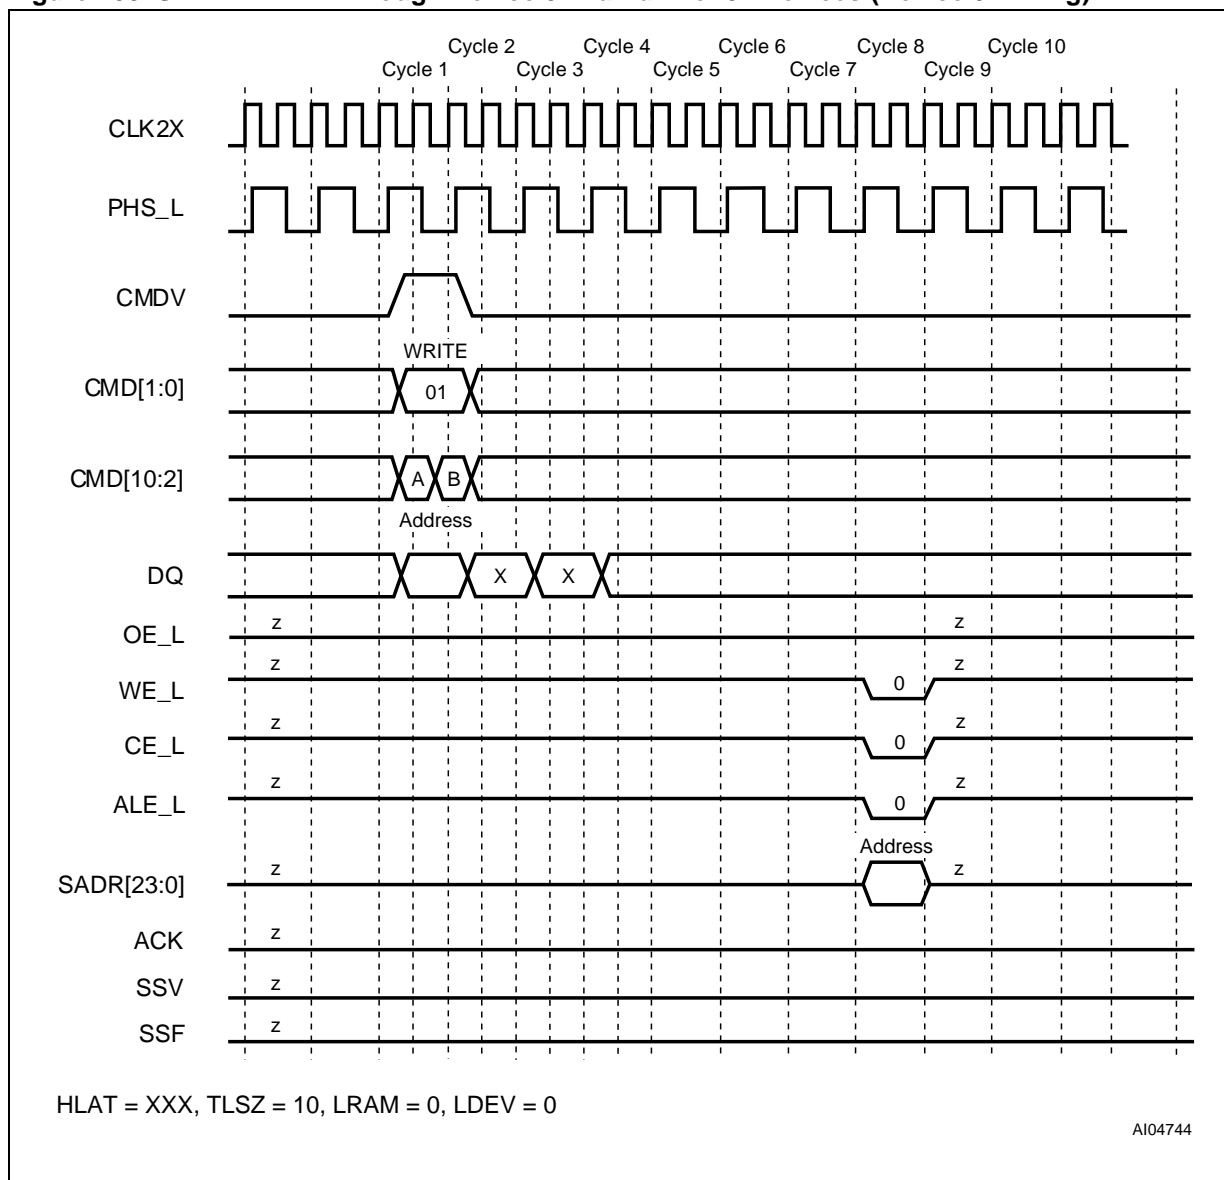 Cycle 2 Cycle 4 Cycle 6 Cycle 8 Cycle 10
Cycle 1 Cycle 3 Cycle 5 Cycle 7 Cycle 9
CLK2X
PHS_L
CMDV
WRITE
CMD[1:0] 01
CMD[10:2] A B
Address
DQ X X
OE_L z z
WE_L z 0 z
CE_L z 0 z
ALE_L z 0 z
Address
SADR[23:0] z z
ACK z
SSV z
SSF z
HLAT = XXX, TLSZ = 10, LRAM = 0, LDEV = 0
AI04744